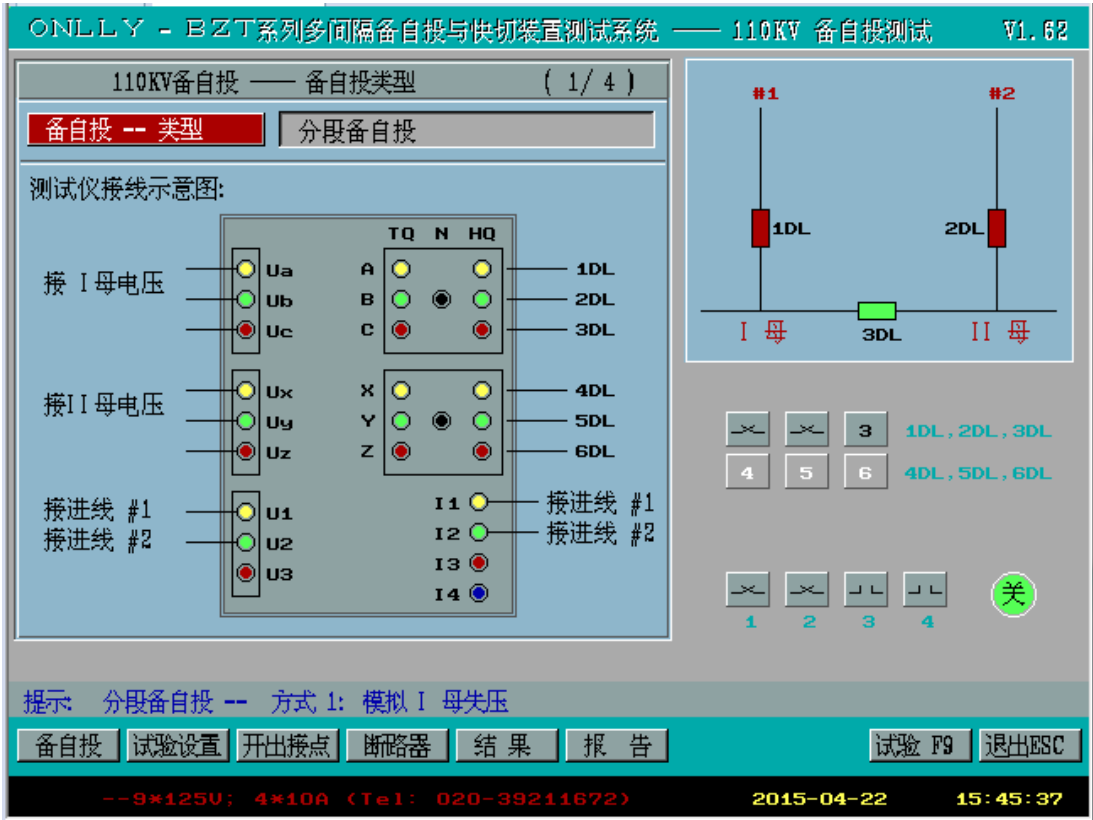 ONLLY - BZT系列多间隔备自投与快切装置测试系统 —— 110KV 备自投测试 V1.62
110KV备自投 —— 备自投类型 ( 1/ 4 )
备自投 -- 类型 分段备自投
测试仪接线示意图:
TQ N HQ
接 I 母电压 Ua A 1DL
Ub B 2DL
Uc C 3DL
接II母电压 Ux X 4DL
Uy Y 5DL
Uz Z 6DL
接进线 #1 U1 I1 接进线 #1
接进线 #2 U2 I2 接进线 #2
U3 I3
I4
#1 #2
1DL 2DL
I 母 3DL II 母
3 1DL,2DL,3DL
4 5 6 4DL,5DL,6DL
关
1 2 3 4
提示: 分段备自投 -- 方式 1: 模拟 I 母失压
备自投 试验设置 开出接点 断路器 结 果 报 告 试验 F9 退出ESC
--9*125V; 4*10A (Tel: 020-39211672) 2015-04-22 15:45:37